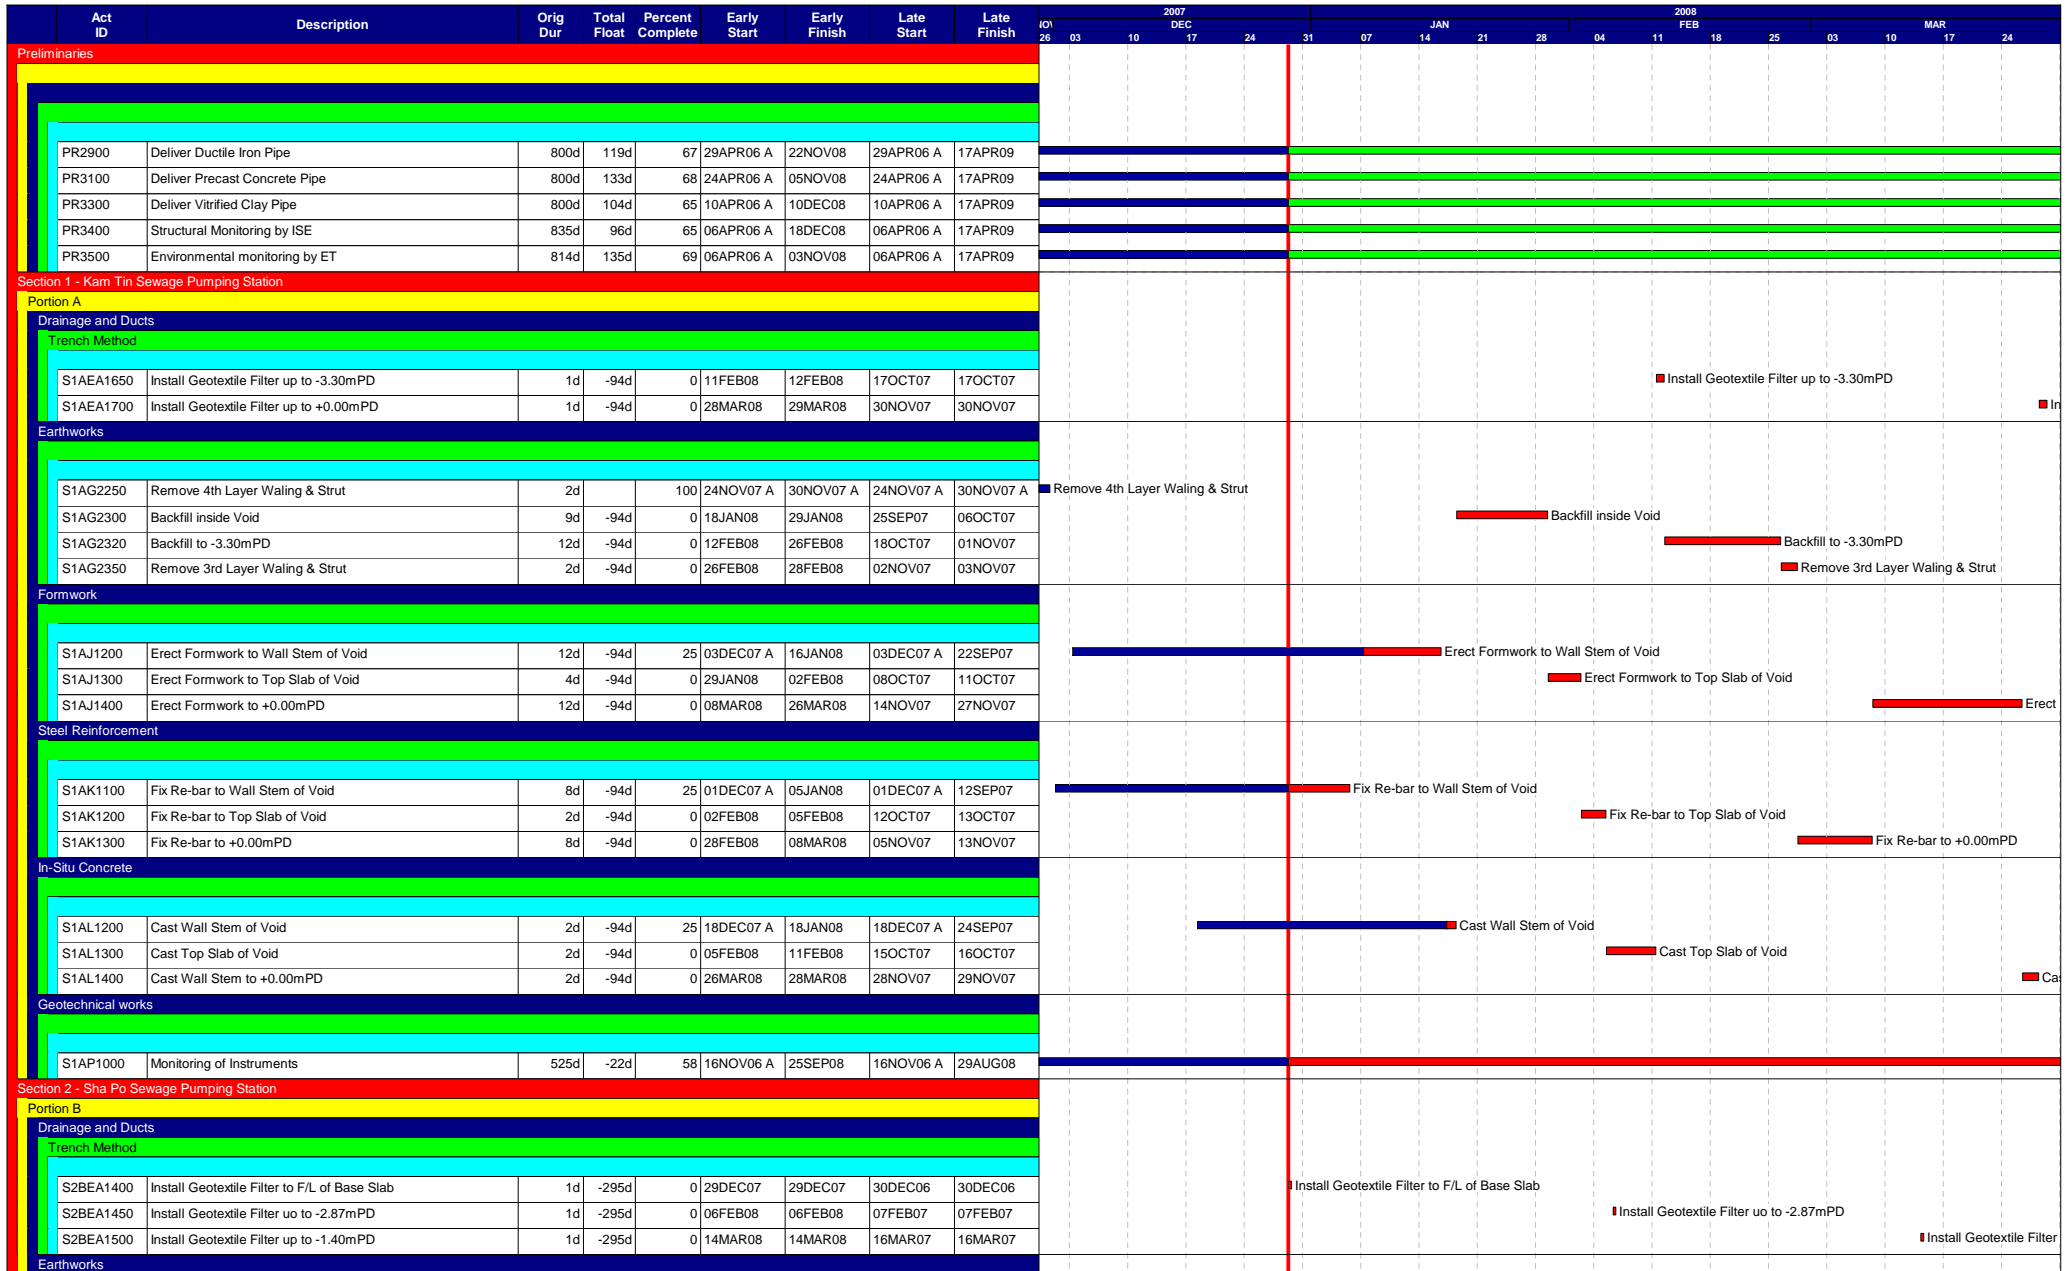 Act ID Description Orig Dur Total Float Percent Complete Early Start Early Finish Late Start Late Finish
2007 2008
NOV DEC JAN FEB MAR
26 03 10 17 24 31 07 14 21 28 04 11 18 25 03 10 17 24
Preliminaries
PR2900 Deliver Ductile Iron Pipe 800d 119d 67 29APR06 A 22NOV08 29APR06 A 17APR09
PR3100 Deliver Precast Concrete Pipe 800d 133d 68 24APR06 A 05NOV08 24APR06 A 17APR09
PR3300 Deliver Vitrified Clay Pipe 800d 104d 65 10APR06 A 10DEC08 10APR06 A 17APR09
PR3400 Structural Monitoring by ISE 835d 96d 65 06APR06 A 18DEC08 06APR06 A 17APR09
PR3500 Environmental monitoring by ET 814d 135d 69 06APR06 A 03NOV08 06APR06 A 17APR09
Section 1 - Kam Tin Sewage Pumping Station
Portion A
Drainage and Ducts
Trench Method
S1AEA1650 Install Geotextile Filter up to -3.30mPD 1d -94d 0 11FEB08 12FEB08 17OCT07 17OCT07 Install Geotextile Filter up to -3.30mPD
S1AEA1700 Install Geotextile Filter up to +0.00mPD 1d -94d 0 28MAR08 29MAR08 30NOV07 30NOV07 In
Earthworks
S1AG2250 Remove 4th Layer Waling & Strut 2d 100 24NOV07 A 30NOV07 A 24NOV07 A 30NOV07 A Remove 4th Layer Waling & Strut
S1AG2300 Backfill inside Void 9d -94d 0 18JAN08 29JAN08 25SEP07 06OCT07 Backfill inside Void
S1AG2320 Backfill to -3.30mPD 12d -94d 0 12FEB08 26FEB08 18OCT07 01NOV07 Backfill to -3.30mPD
S1AG2350 Remove 3rd Layer Waling & Strut 2d -94d 0 26FEB08 28FEB08 02NOV07 03NOV07 Remove 3rd Layer Waling & Strut
Formwork
S1AJ1200 Erect Formwork to Wall Stem of Void 12d -94d 25 03DEC07 A 16JAN08 03DEC07 A 22SEP07 Erect Formwork to Wall Stem of Void
S1AJ1300 Erect Formwork to Top Slab of Void 4d -94d 0 29JAN08 02FEB08 08OCT07 11OCT07 Erect Formwork to Top Slab of Void
S1AJ1400 Erect Formwork to +0.00mPD 12d -94d 0 08MAR08 26MAR08 14NOV07 27NOV07 Erect
Steel Reinforcement
S1AK1100 Fix Re-bar to Wall Stem of Void 8d -94d 25 01DEC07 A 05JAN08 01DEC07 A 12SEP07 Fix Re-bar to Wall Stem of Void
S1AK1200 Fix Re-bar to Top Slab of Void 2d -94d 0 02FEB08 05FEB08 12OCT07 13OCT07 Fix Re-bar to Top Slab of Void
S1AK1300 Fix Re-bar to +0.00mPD 8d -94d 0 28FEB08 08MAR08 05NOV07 13NOV07 Fix Re-bar to +0.00mPD
In-Situ Concrete
S1AL1200 Cast Wall Stem of Void 2d -94d 25 18DEC07 A 18JAN08 18DEC07 A 24SEP07 Cast Wall Stem of Void
S1AL1300 Cast Top Slab of Void 2d -94d 0 05FEB08 11FEB08 15OCT07 16OCT07 Cast Top Slab of Void
S1AL1400 Cast Wall Stem to +0.00mPD 2d -94d 0 26MAR08 28MAR08 28NOV07 29NOV07 Cas
Geotechnical works
S1AP1000 Monitoring of Instruments 525d -22d 58 16NOV06 A 25SEP08 16NOV06 A 29AUG08
Section 2 - Sha Po Sewage Pumping Station
Portion B
Drainage and Ducts
Trench Method
S2BEA1400 Install Geotextile Filter to F/L of Base Slab 1d -295d 0 29DEC07 29DEC07 30DEC06 30DEC06 Install Geotextile Filter to F/L of Base Slab
S2BEA1450 Install Geotextile Filter uo to -2.87mPD 1d -295d 0 06FEB08 06FEB08 07FEB07 07FEB07 Install Geotextile Filter uo to -2.87mPD
S2BEA1500 Install Geotextile Filter up to -1.40mPD 1d -295d 0 14MAR08 14MAR08 16MAR07 16MAR07 Install Geotextile Filter
Earthworks